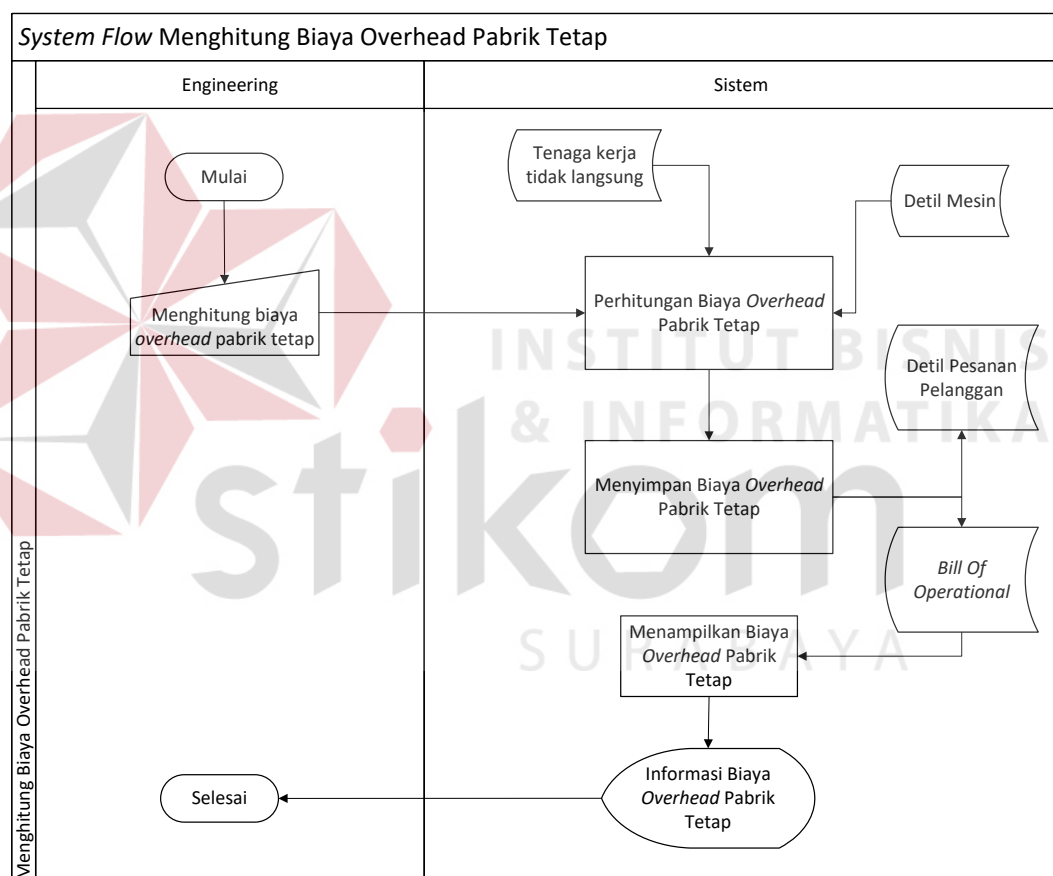 System Flow Menghitung Biaya Overhead Pabrik Tetap
Engineering
Sistem
Menghitung Biaya Overhead Pabrik Tetap
Mulai
Tenaga kerja
tidak langsung
Detil Mesin
Menghitung biaya
overhead pabrik tetap
Perhitungan Biaya Overhead
Pabrik Tetap
Detil Pesanan
Pelanggan
Menyimpan Biaya Overhead
Pabrik Tetap
Bill Of
Operational
Menampilkan Biaya
Overhead Pabrik
Tetap
Informasi Biaya
Overhead Pabrik
Tetap
Selesai
INSTITUT BISNIS
& INFORMATIKA
stikom
SURABAYA